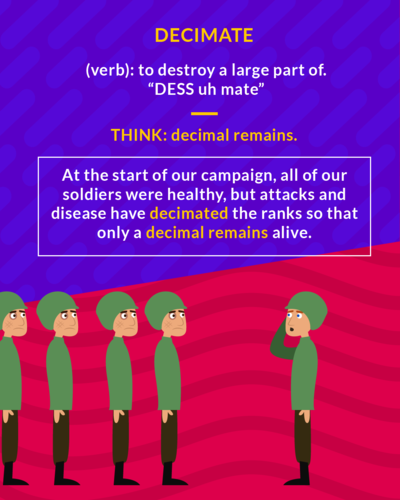 DECIMATE
(verb): to destroy a large part of.
“DESS uh mate”
THINK: decimal remains.
At the start of our campaign, all of our
soldiers were healthy, but attacks and
disease have decimated the ranks so that
only a decimal remains alive.